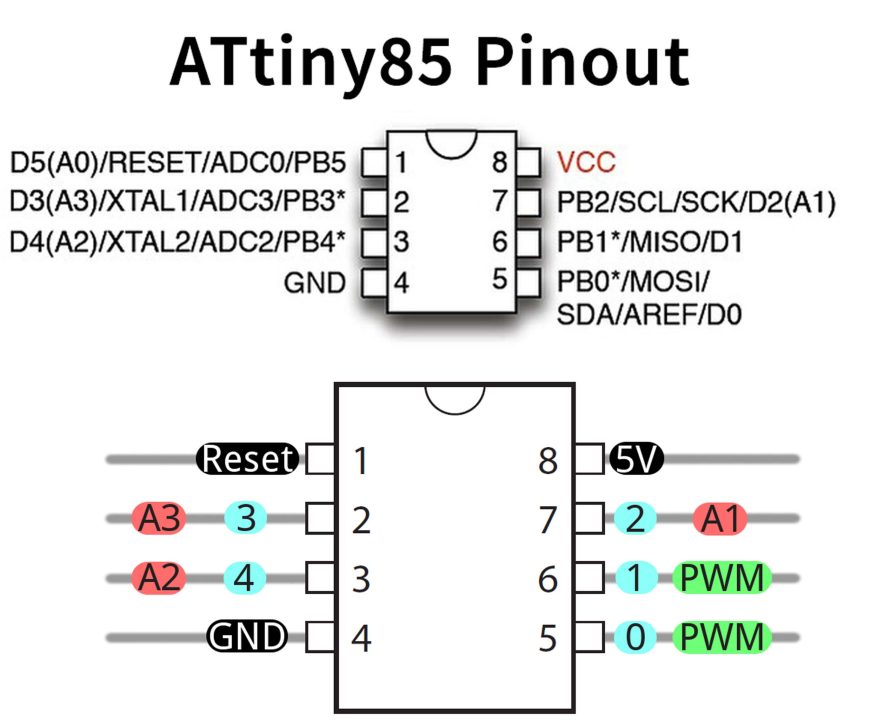 ATtiny85 Pinout
D5(A0)/RESET/ADC0/PB5 1 8 VCC
D3(A3)/XTAL1/ADC3/PB3* 2 7 PB2/SCL/SCK/D2(A1)
D4(A2)/XTAL2/ADC2/PB4* 3 6 PB1*/MISO/D1
GND 4 5 PB0*/MOSI/
SDA/AREF/D0
Reset 1 8 5V
A3 3 2 7 2 A1
A2 4 3 6 1 PWM
GND 4 5 0 PWM